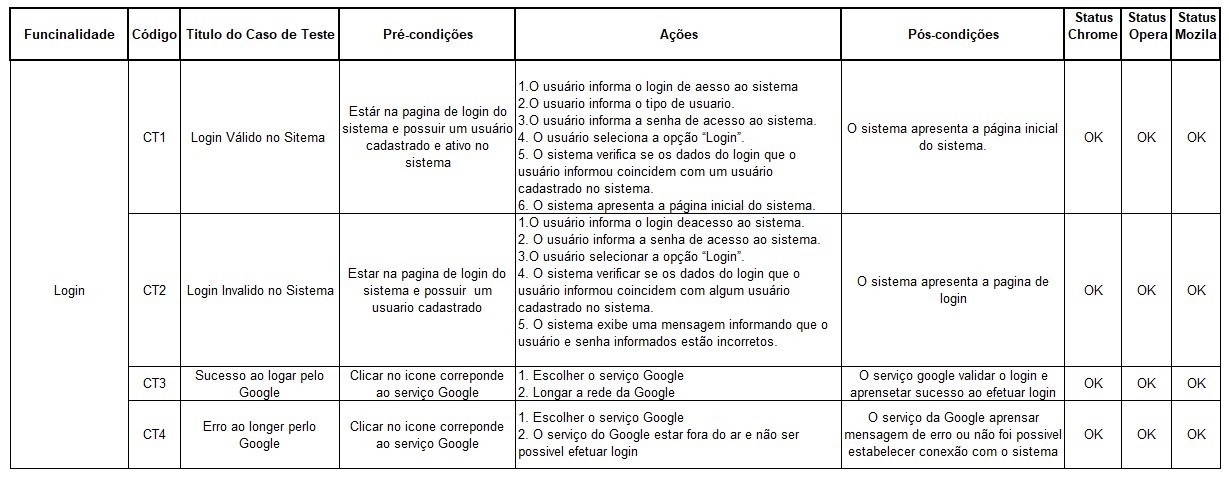 Funcinalidade
Código
Titulo do Caso de Teste
Pré-condições
Ações
Pós-condições
Status
Chrome
Status
Opera
Status
Mozila
Login
CT1
Login Válido no Sitema
Estár na pagina de login do
sistema e possuir um usuário
cadastrado e ativo no
sistema
1.O usuário informa o login de aesso ao sistema
2.O usuario informa o tipo de usuario.
3.O usuário informa a senha de acesso ao sistema.
4. O usuário seleciona a opção “Login”.
5. O sistema verifica se os dados do login que o
usuário informou coincidem com um usuário
cadastrado no sistema.
6. O sistema apresenta a página inicial do sistema.
O sistema apresenta a página inicial
do sistema.
OK
OK
OK
CT2
Login Invalido no Sistema
Estar na pagina de login do
sistema e possuir um
usuario cadastrado
1.O usuário informa o login deacesso ao sistema.
2. O usuário informa a senha de acesso ao sistema.
3.O usuário selecionar a opção “Login”.
4. O sistema verificar se os dados do login que o
usuário informou coincidem com algum usuário
cadastrado no sistema.
5. O sistema exibe uma mensagem informando que o
usuário e senha informados estão incorretos.
O sistema apresenta a pagina de
login
OK
OK
OK
CT3
Sucesso ao logar pelo
Google
Clicar no icone correponde
ao serviço Google
1. Escolher o serviço Google
2. Longar a rede da Google
O serviço google validar o login e
aprensetar sucesso ao efetuar login
OK
OK
OK
CT4
Erro ao longer perlo
Google
Clicar no icone correponde
ao serviço Google
1. Escolher o serviço Google
2. O serviço do Google estar fora do ar e não ser
possivel efetuar login
O serviço da Google aprensar
mensagem de erro ou não foi possivel
estabelecer conexão com o sistema
OK
OK
OK